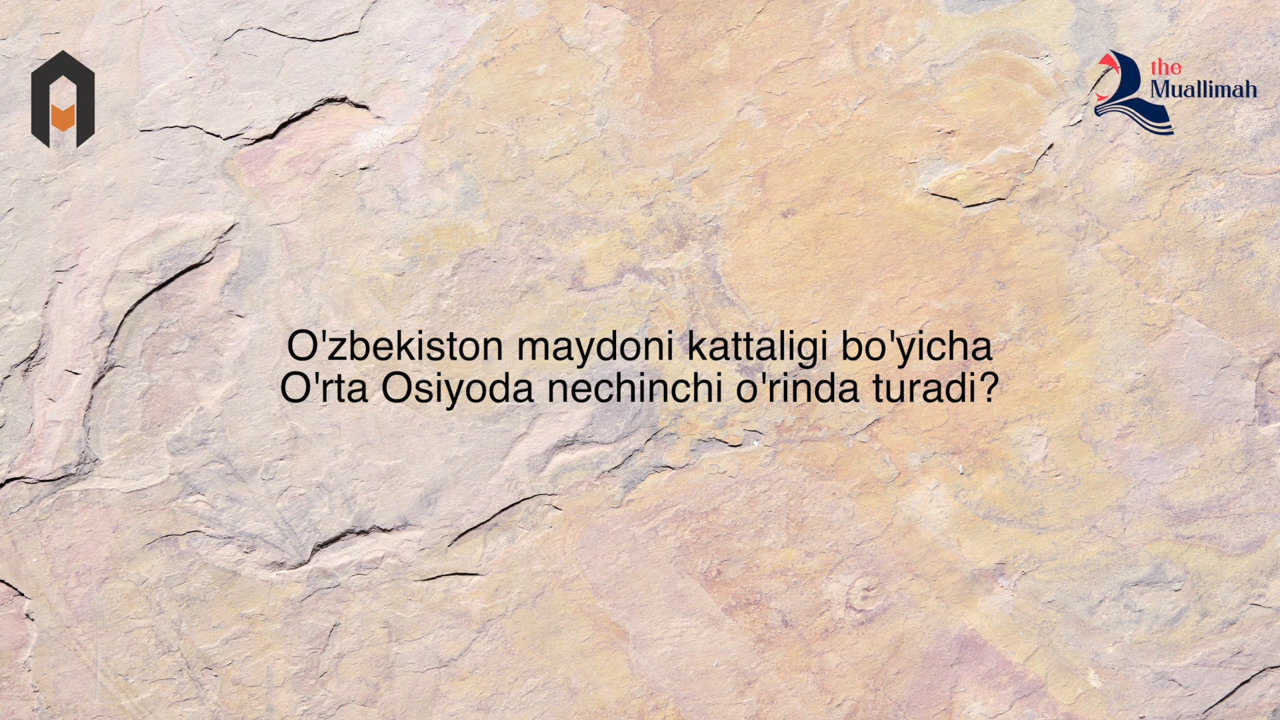 the
Muallimah
O'zbekiston maydoni kattaligi bo'yicha
O'rta Osiyoda nechinchi o'rinda turadi?